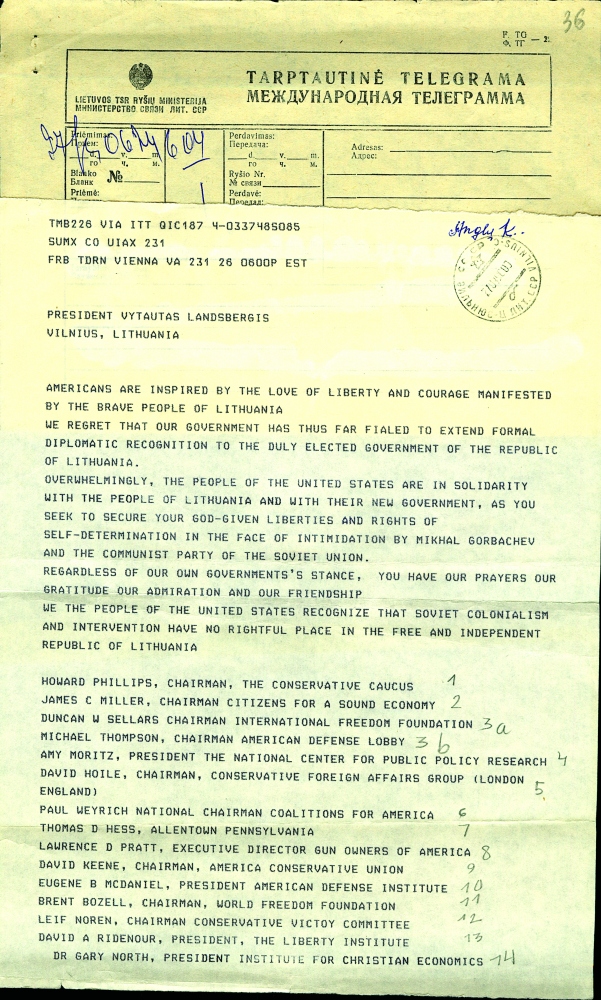 36
F. TG
Ф. ТГ — 2
LIETUVOS TSR RYŠIŲ MINISTERIJA
МИНИСТЕРСТВО СВЯЗИ ЛИТ. ССР
TARPTAUTINĖ TELEGRAMA
МЕЖДУНАРОДНАЯ ТЕЛЕГРАММА
Priėmimas:
Прием:
d. v. m.
го ч. м.
Blanko
Бланк №
Priėmė:
Perdavimas:
Передача:
d. v. m.
го ч. м.
Ryšio Nr.
№ связи
Perdavė:
Передал:
Adresas:
Адрес:
TMB226 VIA ITT QIC187 4-0337485085
SUMX CO UIAX 231
FRB TDRN VIENNA VA 231 26 0600P EST
PRESIDENT VYTAUTAS LANDSBERGIS
VILNIUS, LITHUANIA
AMERICANS ARE INSPIRED BY THE LOVE OF LIBERTY AND COURAGE MANIFESTED
BY THE BRAVE PEOPLE OF LITHUANIA
WE REGRET THAT OUR GOVERNMENT HAS THUS FAR FIALED TO EXTEND FORMAL
DIPLOMATIC RECOGNITION TO THE DULY ELECTED GOVERNMENT OF THE REPUBLIC
OF LITHUANIA.
OVERWHELMINGLY, THE PEOPLE OF THE UNITED STATES ARE IN SOLIDARITY
WITH THE PEOPLE OF LITHUANIA AND WITH THEIR NEW GOVERNMENT, AS YOU
SEEK TO SECURE YOUR GOD-GIVEN LIBERTIES AND RIGHTS OF
SELF-DETERMINATION IN THE FACE OF INTIMIDATION BY MIKHAL GORBACHEV
AND THE COMMUNIST PARTY OF THE SOVIET UNION.
REGARDLESS OF OUR OWN GOVERNMENTS'S STANCE, YOU HAVE OUR PRAYERS OUR
GRATITUDE OUR ADMIRATION AND OUR FRIENDSHIP
WE THE PEOPLE OF THE UNITED STATES RECOGNIZE THAT SOVIET COLONIALISM
AND INTERVENTION HAVE NO RIGHTFUL PLACE IN THE FREE AND INDEPENDENT
REPUBLIC OF LITHUANIA
HOWARD PHILLIPS, CHAIRMAN, THE CONSERVATIVE CAUCUS 1
JAMES C MILLER, CHAIRMAN CITIZENS FOR A SOUND ECONOMY 2
DUNCAN W SELLARS CHAIRMAN INTERNATIONAL FREEDOM FOUNDATION 3a
MICHAEL THOMPSON, CHAIRMAN AMERICAN DEFENSE LOBBY 3b
AMY MORITZ, PRESIDENT THE NATIONAL CENTER FOR PUBLIC POLICY RESEARCH 4
DAVID HOILE, CHAIRMAN, CONSERVATIVE FOREIGN AFFAIRS GROUP (LONDON
ENGLAND) 5
PAUL WEYRICH NATIONAL CHAIRMAN COALITIONS FOR AMERICA 6
THOMAS D HESS, ALLENTOWN PENNSYLVANIA 7
LAWRENCE D PRATT, EXECUTIVE DIRECTOR GUN OWNERS OF AMERICA 8
DAVID KEENE, CHAIRMAN, AMERICA CONSERVATIVE UNION 9
EUGENE B MCDANIEL, PRESIDENT AMERICAN DEFENSE INSTITUTE 10
BRENT BOZELL, CHAIRMAN, WORLD FREEDOM FOUNDATION 11
LEIF NOREN, CHAIRMAN CONSERVATIVE VICTOY COMMITTEE 12
DAVID A RIDENOUR, PRESIDENT, THE LIBERTY INSTITUTE 13
DR GARY NORTH, PRESIDENT INSTITUTE FOR CHRISTIAN ECONOMICS 14